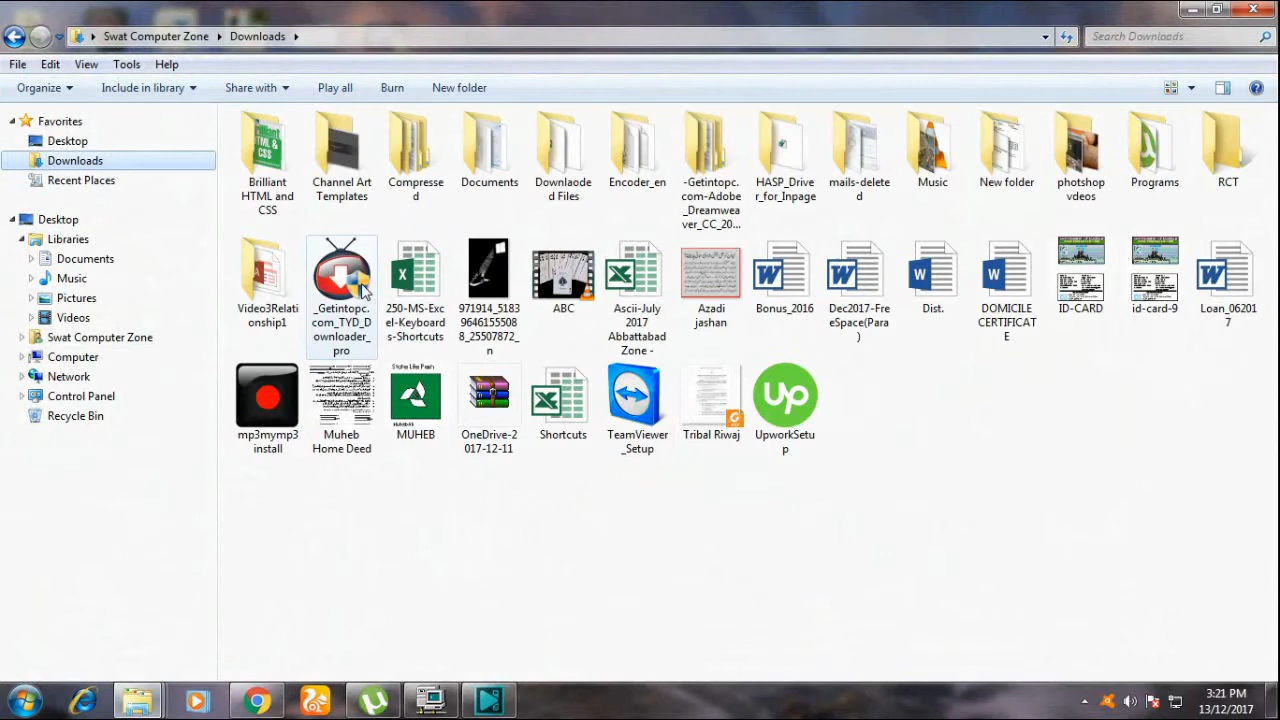 Swat Computer Zone
Downloads
Search Downloads
File Edit View Tools Help
Organize Include in library Share with Play all Burn New folder
Favorites
Desktop
Downloads
Recent Places
Desktop
Libraries
Documents
Music
Pictures
Videos
Swat Computer Zone
Computer
Network
Control Panel
Recycle Bin
Brilliant
HTML and
CSS
Channel Art
Templates
Compresse
d
Documents
Downlaode
d Files
Encoder_en
-Getintopc.
com-Adobe
_Dreamwea
ver_CC_20...
HASP_Drive
r_for_Inpage
mails-delete
d
Music
New folder
photshop
vdeos
Programs
RCT
Video3Relati
onship1
_Getintopc.
com_TYD_D
ownloader_
pro
250-MS-Exc
el-Keyboard
s-Shortcuts
971914_5183
9646155508
8_25507872_
n
ABC
Ascii-July
2017
Abbattabad
Zone -
Azadi
jashan
Bonus_2016
Dec2017-Fre
eSpace(Para
)
Dist.
DOMICILE
CERTIFICAT
E
ID-CARD
id-card-9
Loan_06201
7
mp3mymp3
install
Muheb
Home Deed
State Life Pesh
MUHEB
OneDrive-2
017-12-11
Shortcuts
TeamViewer
_Setup
Tribal Riwaj
Up
UpworkSetu
p
3:21 PM
13/12/2017